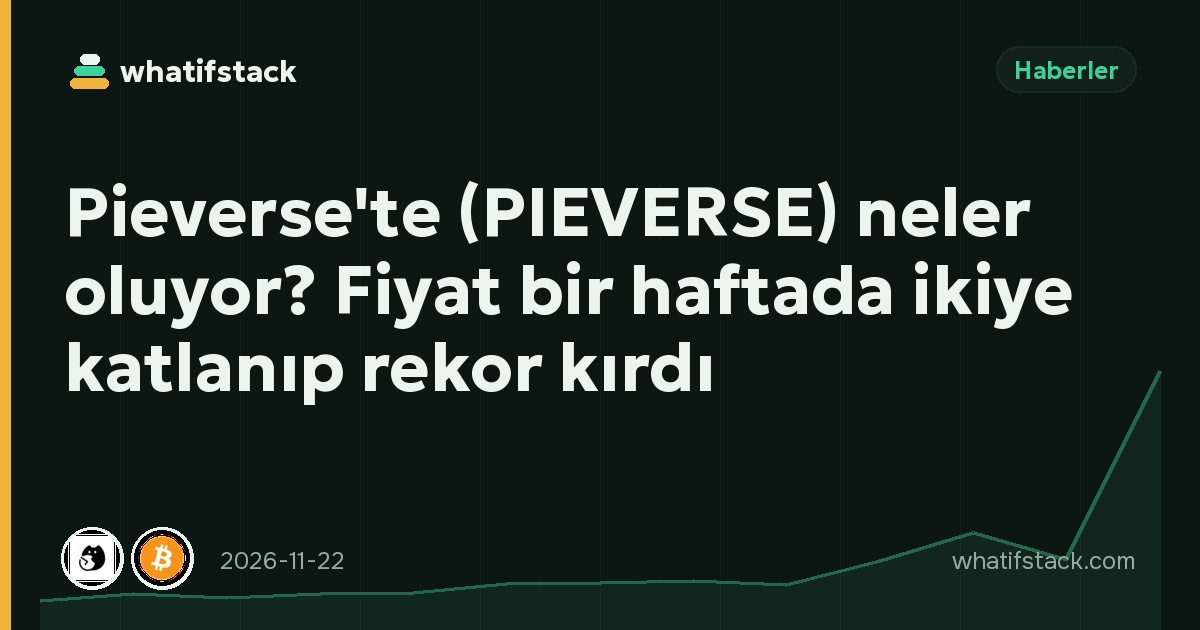 whatifstack
Haberler
Pieverse'te (PIEVERSE) neler
oluyor? Fiyat bir haftada ikiye
katlanıp rekor kırdı
2026-11-22
whatifstack.com